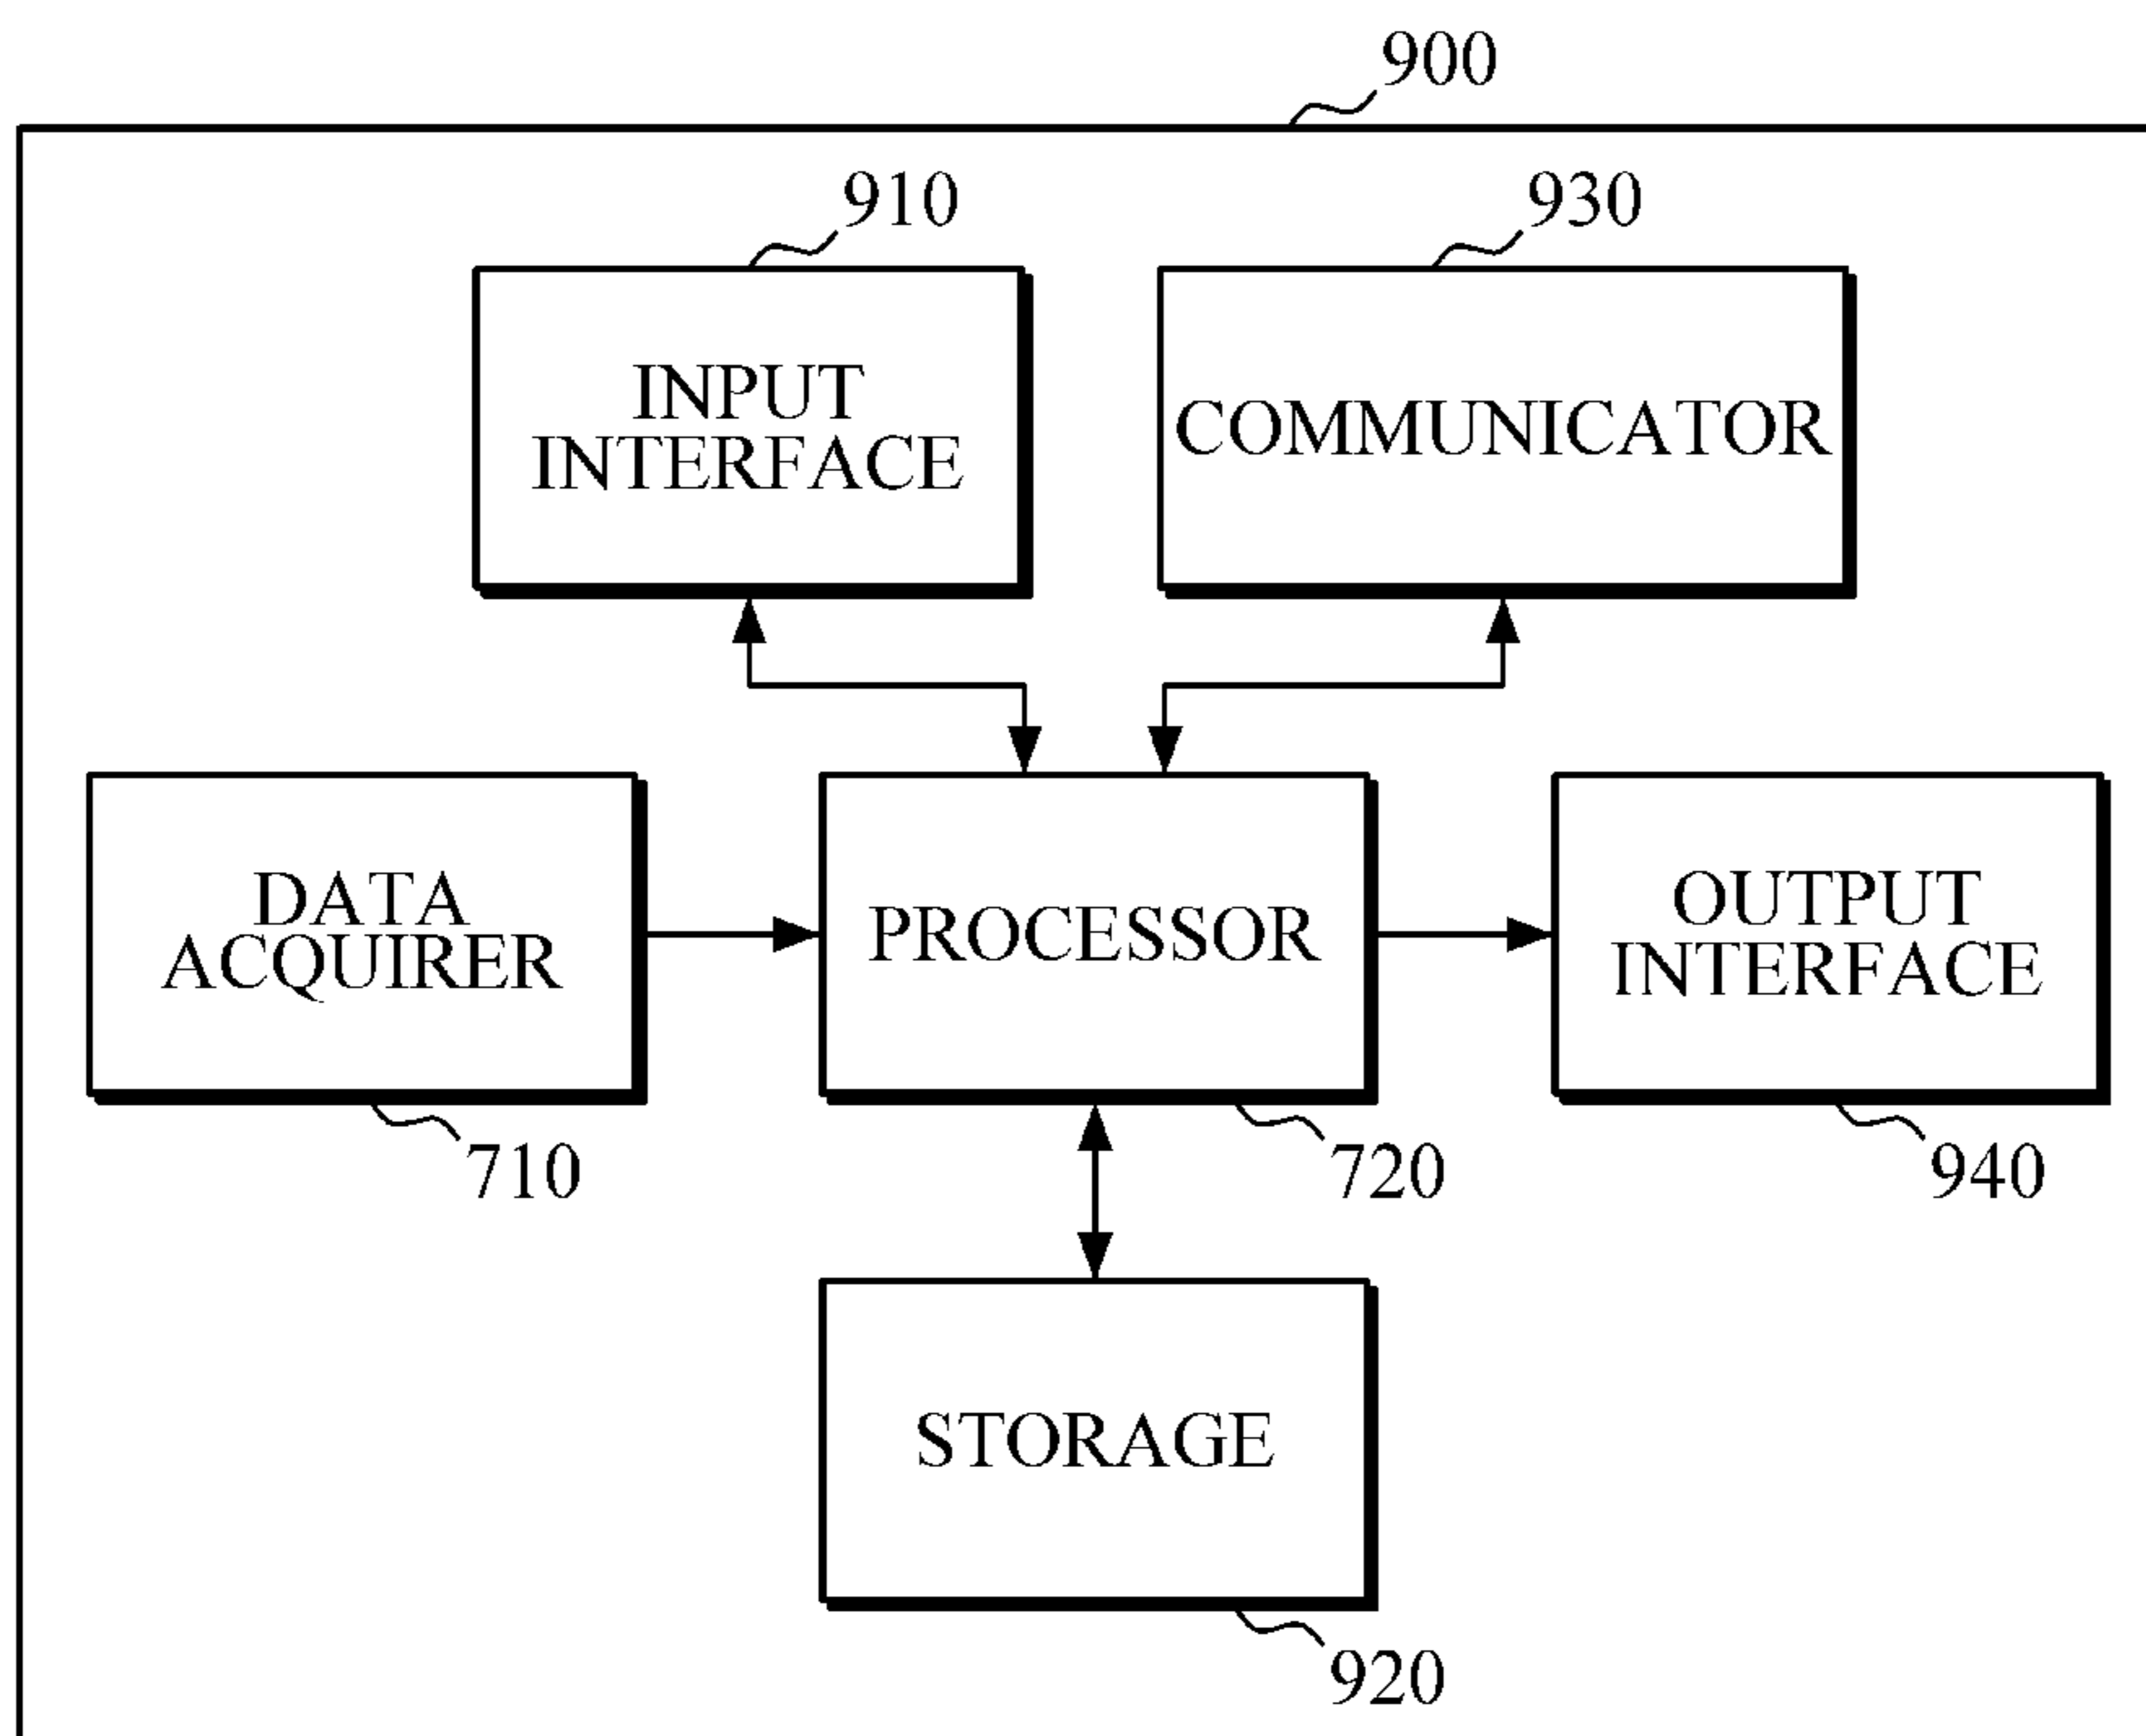 900
910
930
INPUT
INTERFACE
COMMUNICATOR
DATA
ACQUIRER
PROCESSOR
OUTPUT
INTERFACE
710
720
940
STORAGE
920